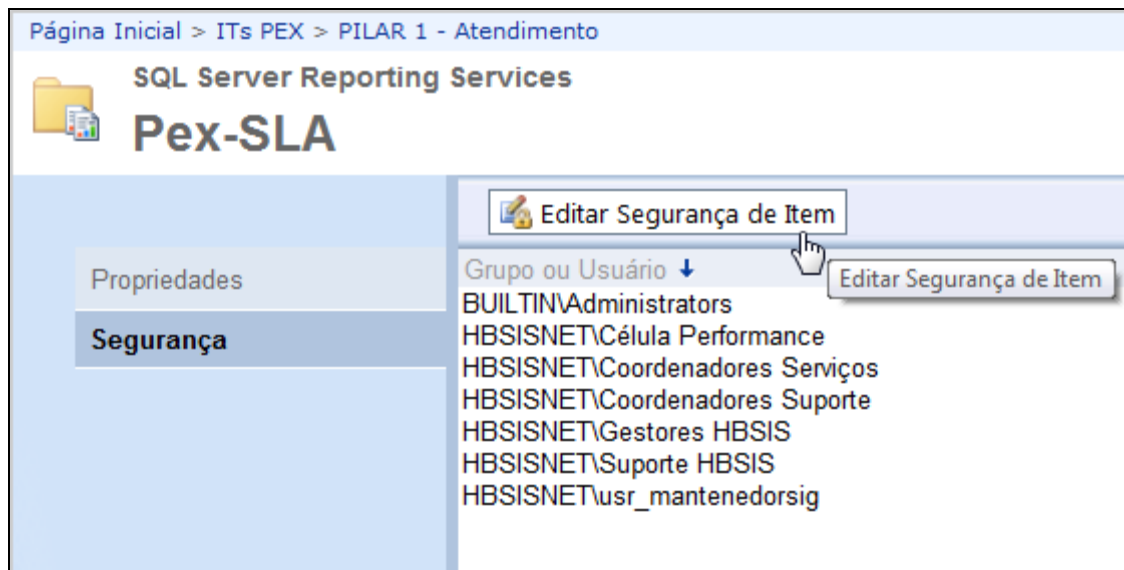 Página Inicial > ITs PEX > PILAR 1 - Atendimento
SQL Server Reporting Services
Pex-SLA
Editar Segurança de Item
Propriedades
Segurança
Grupo ou Usuário
Editar Segurança de Item
BUILTIN\Administrators
HBSISNET\Célula Performance
HBSISNET\Coordenadores Serviços
HBSISNET\Coordenadores Suporte
HBSISNET\Gestores HBSIS
HBSISNET\Suporte HBSIS
HBSISNET\usr_mantenedorsig